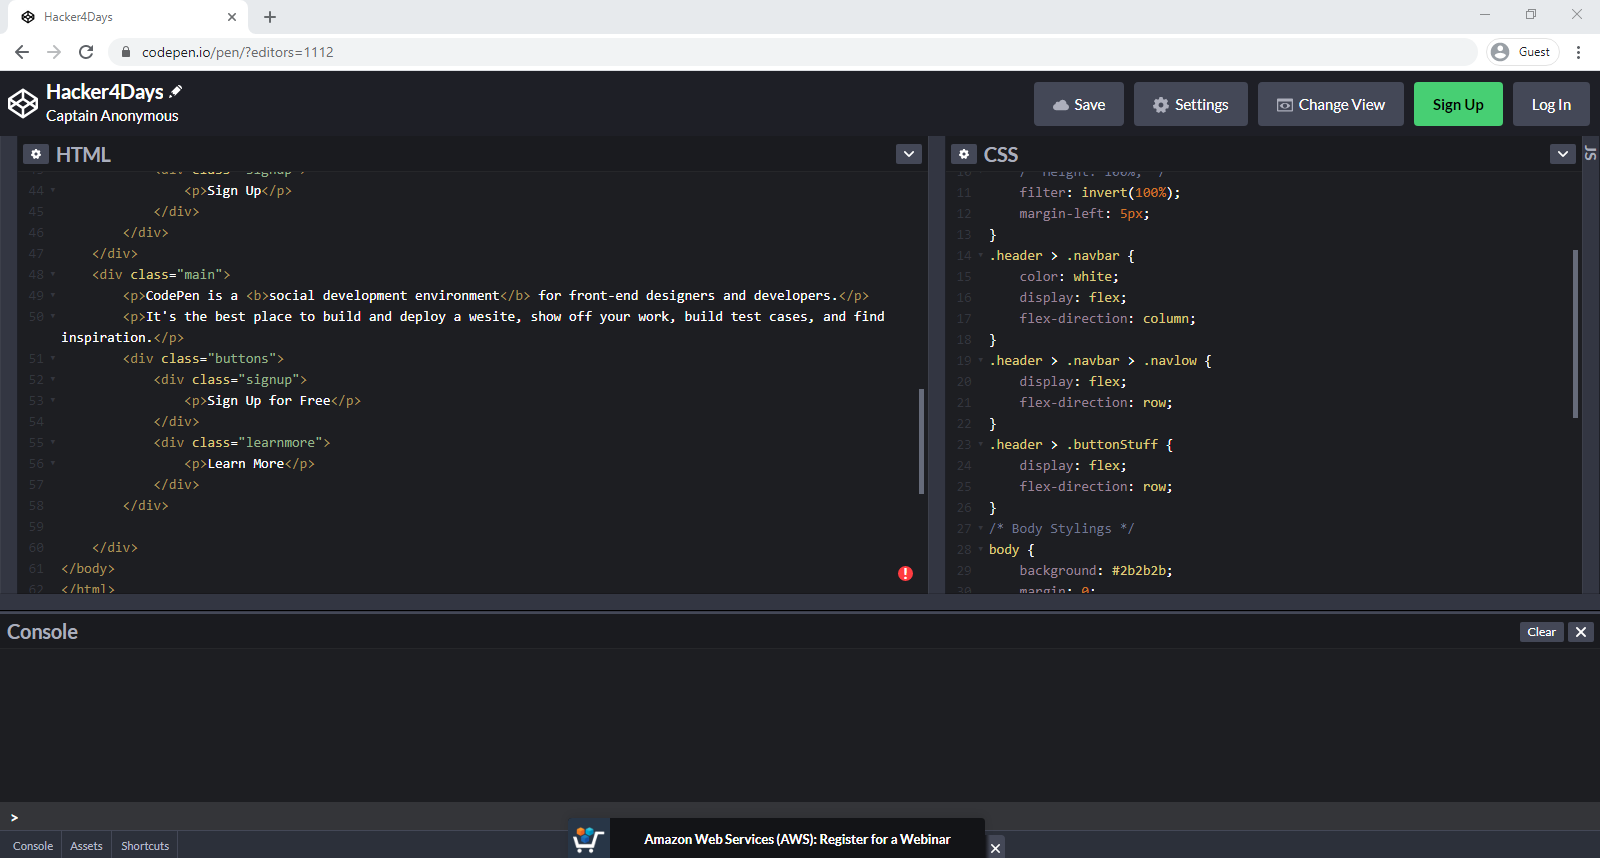 Hacker4Days
codepen.io/pen/?editors=1112
Guest
Hacker4Days
Captain Anonymous
Save
Settings
Change View
Sign Up
Log In
HTML
43 <div class="signup">
44 <p>Sign Up</p>
45 </div>
46 </div>
47 </div>
48 <div class="main">
49 <p>CodePen is a <b>social development environment</b> for front-end designers and developers.</p>
50 <p>It's the best place to build and deploy a wesite, show off your work, build test cases, and find
inspiration.</p>
51 <div class="buttons">
52 <div class="signup">
53 <p>Sign Up for Free</p>
54 </div>
55 <div class="learnmore">
56 <p>Learn More</p>
57 </div>
58 </div>
59
60 </div>
61 </body>
62 </html>
CSS
10 /* height: 100%; */
11 filter: invert(100%);
12 margin-left: 5px;
13 }
14 .header > .navbar {
15 color: white;
16 display: flex;
17 flex-direction: column;
18 }
19 .header > .navbar > .navlow {
20 display: flex;
21 flex-direction: row;
22 }
23 .header > .buttonStuff {
24 display: flex;
25 flex-direction: row;
26 }
27 /* Body Stylings */
28 body {
29 background: #2b2b2b;
30 margin: 0;
JS
Console
Clear
>
Console
Assets
Shortcuts
Amazon Web Services (AWS): Register for a Webinar